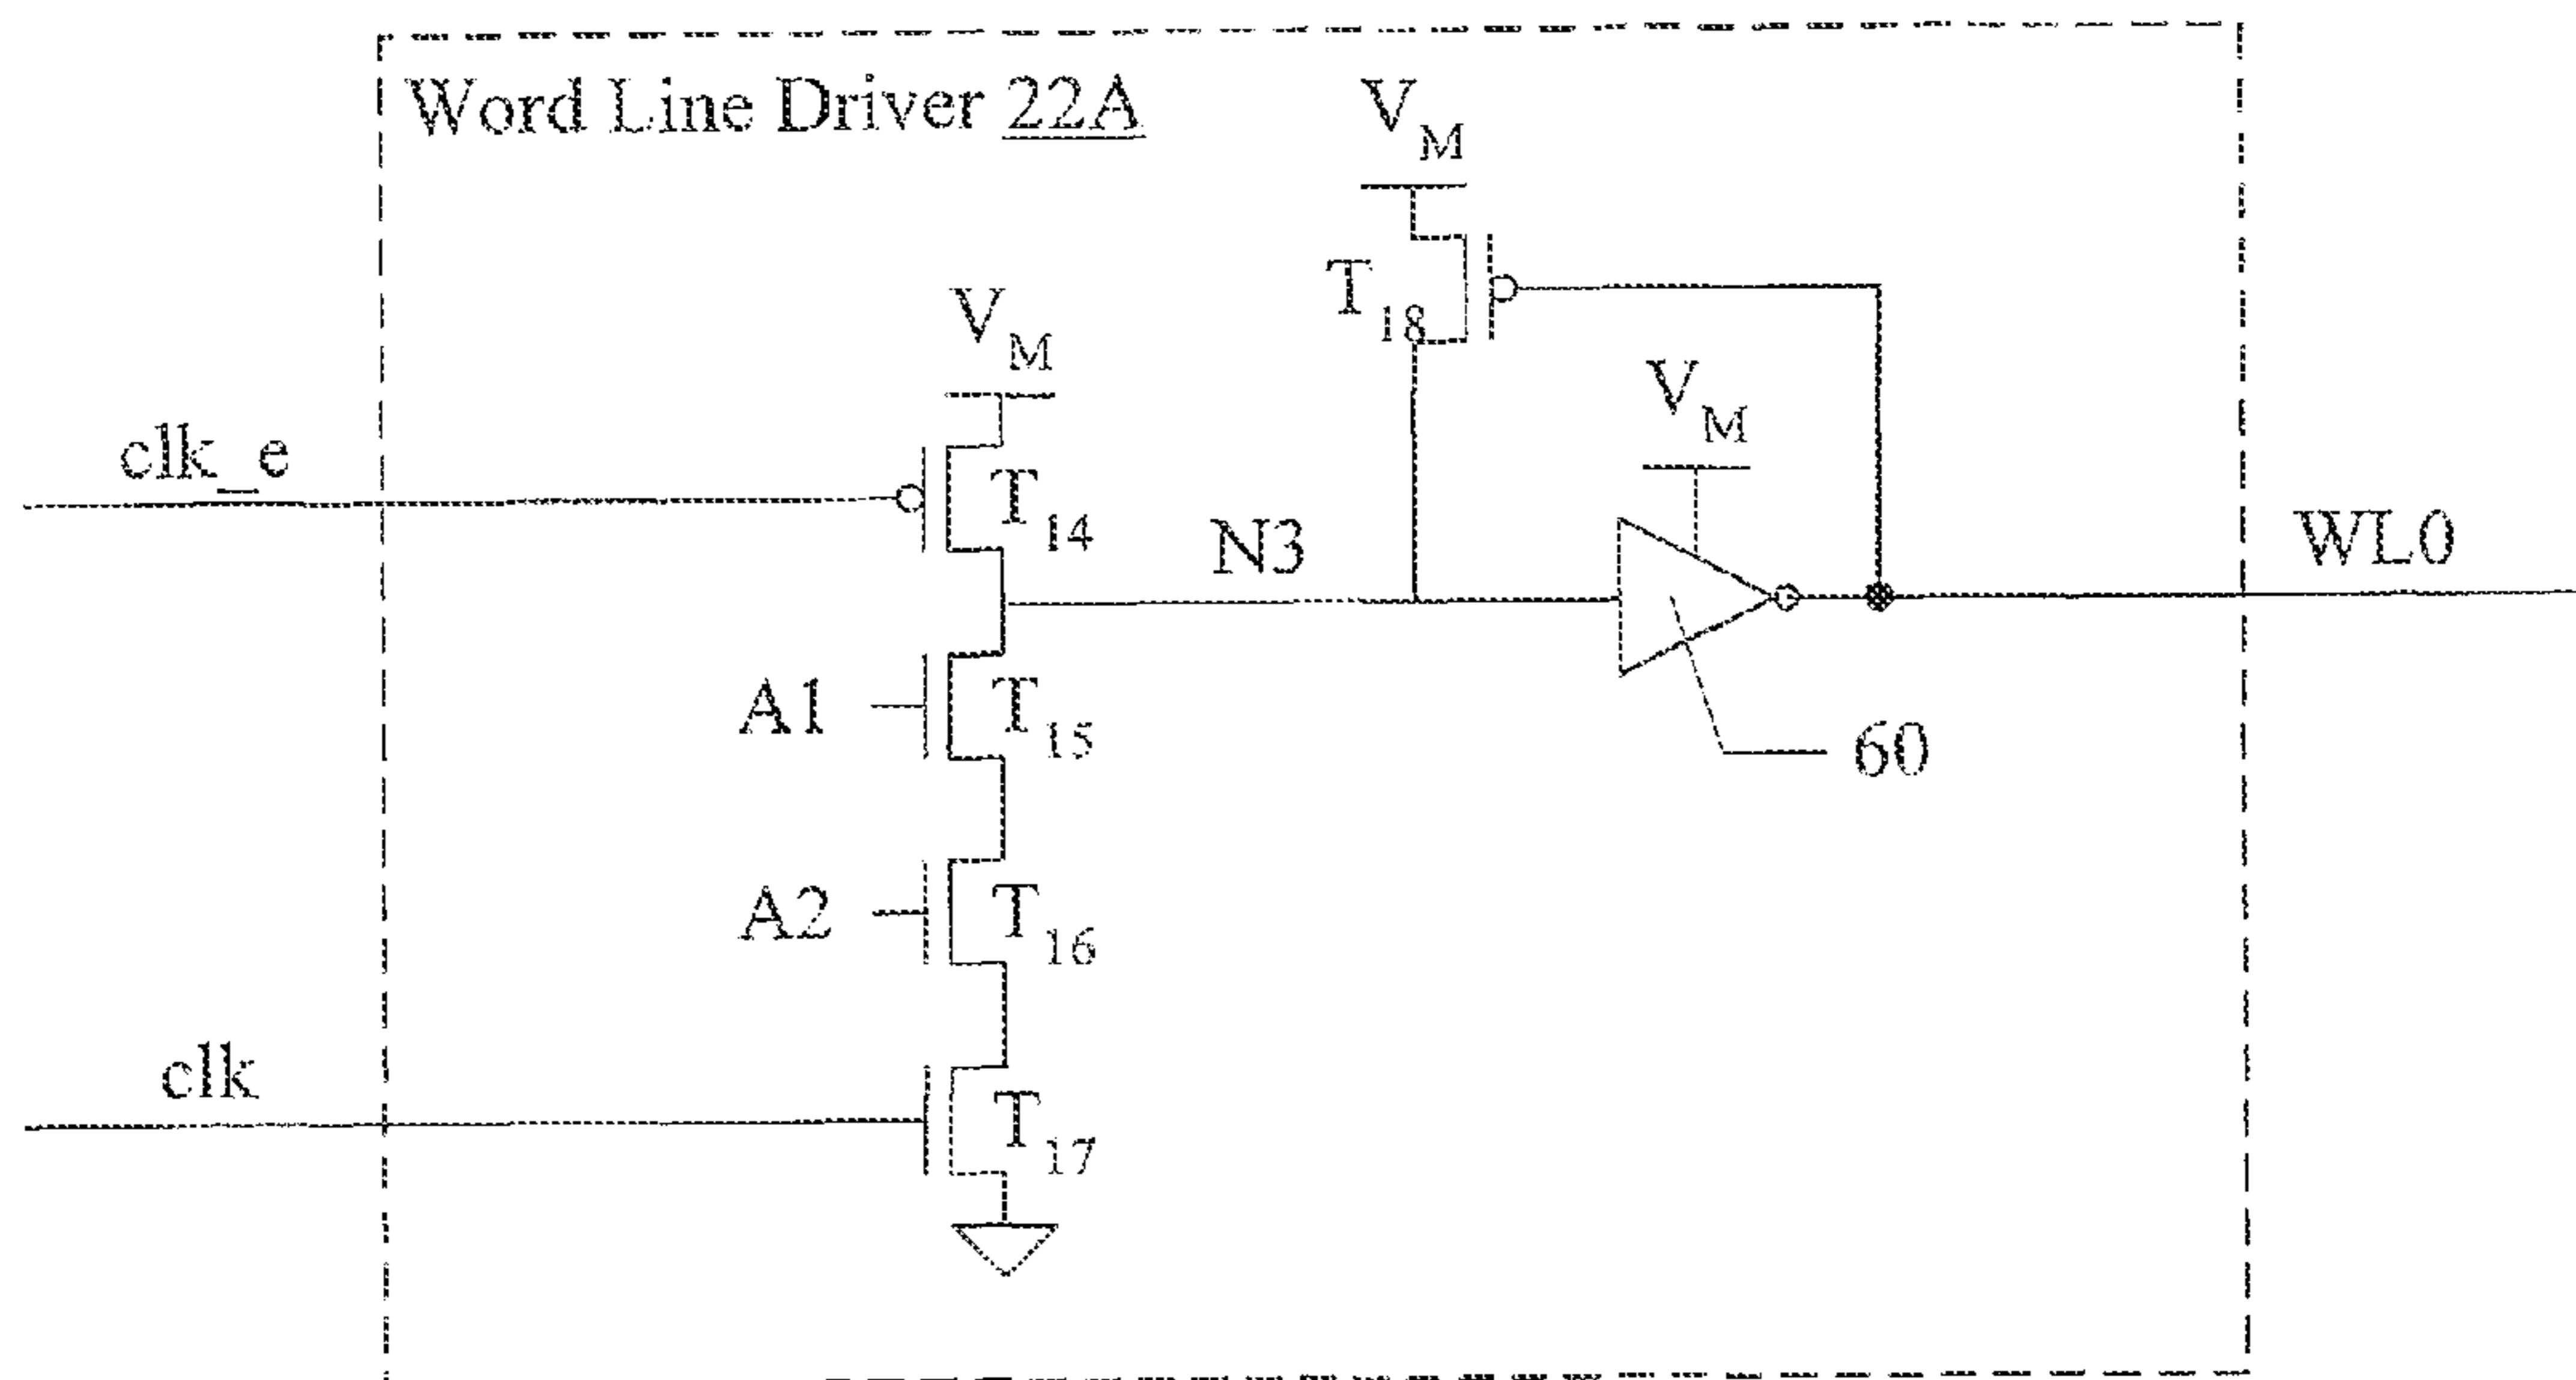 Word Line Driver 22A
VM
T18
VM
VM
clk_e
T14
N3
WL0
A1
T15
60
A2
T16
clk
T17